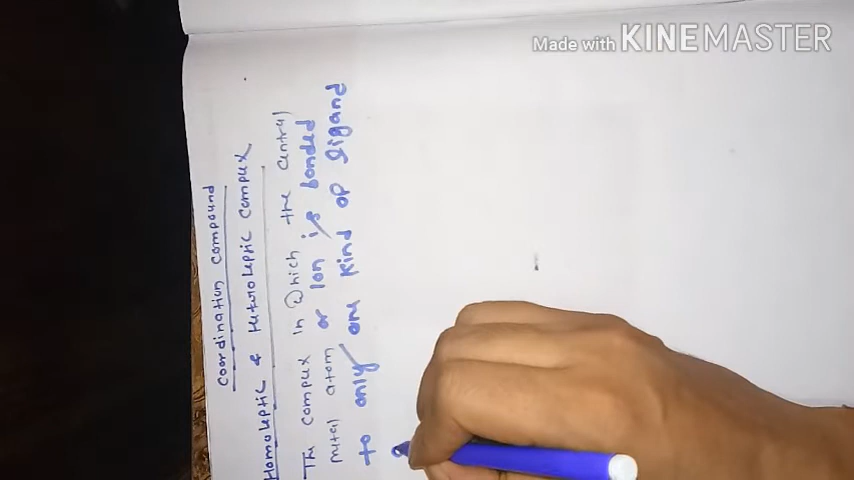 Made with KINEMASTER
coordination compound
Homoleptic & Heteroleptic complex
The complex in which the central
metal atom or Ion is bonded
to only one kind of ligand